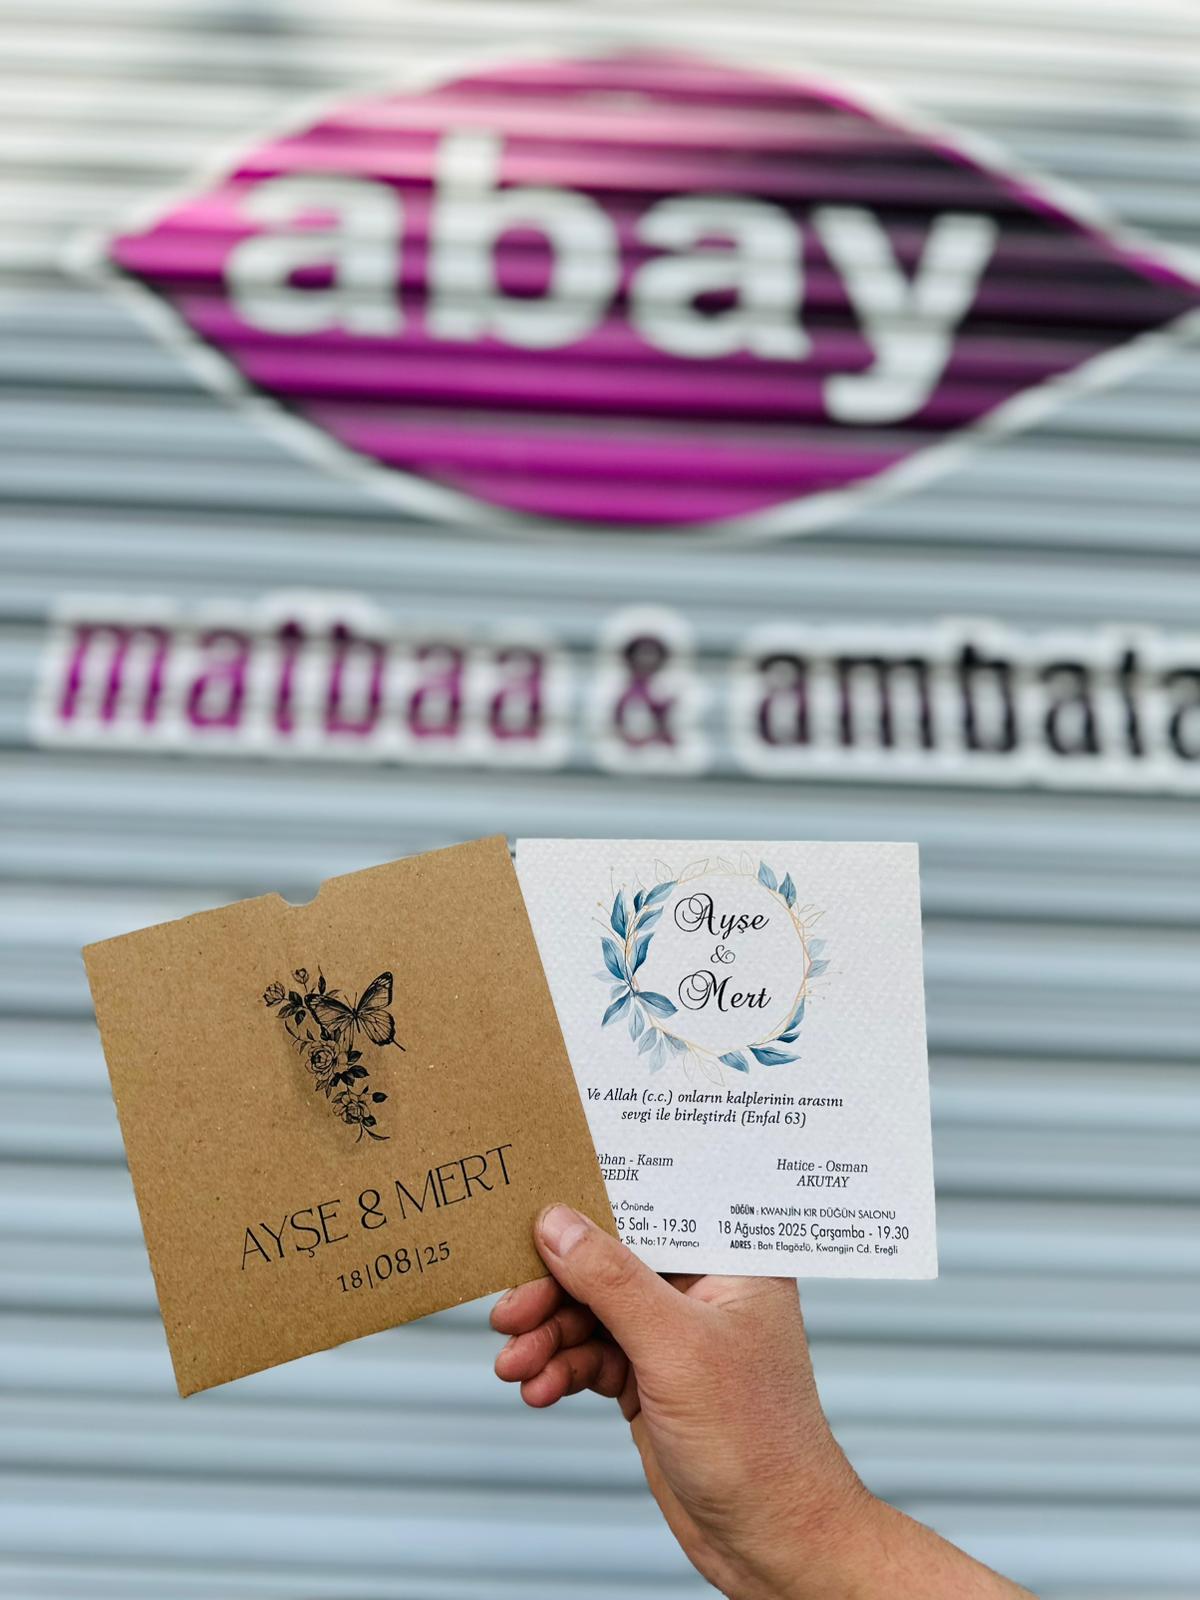 abay
matbaa & ambala
AYŞE & MERT
18|08|25
Ayşe
&
Mert
Ve Allah (c.c.) onların kalplerinin arasını
sevgi ile birleştirdi (Enfal 63)
- Kasım
GEDİK
Hatice - Osman
AKUTAY
Önünde
Salı - 19.30
Sk. No:17 Ayrancı
DÜĞÜN : KWANJİN KIR DÜĞÜN SALONU
18 Ağustos 2025 Çarşamba - 19.30
ADRES : Batı Elagözlü, Kwangjin Cd. Ereğli